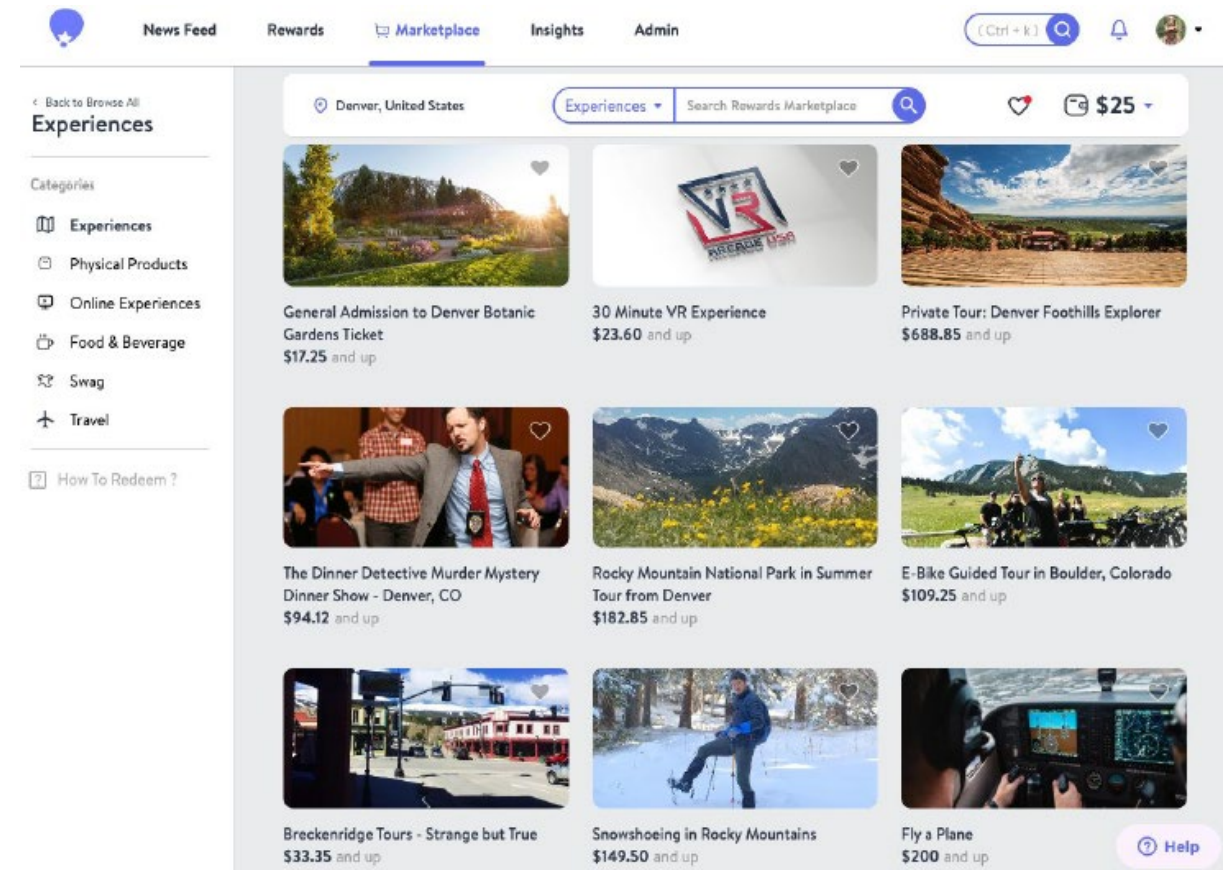 News Feed
Rewards
Marketplace
Insights
Admin
(Ctrl + k)
< Back to Browse All
Experiences
Categories
Experiences
Physical Products
Online Experiences
Food & Beverage
Swag
Travel
? How To Redeem ?
Denver, United States
Experiences
Search Rewards Marketplace
$25
VR
ARCADE USA
General Admission to Denver Botanic
Gardens Ticket
$17.25 and up
30 Minute VR Experience
$23.60 and up
Private Tour: Denver Foothills Explorer
$688.85 and up
The Dinner Detective Murder Mystery
Dinner Show - Denver, CO
$94.12 and up
Rocky Mountain National Park in Summer
Tour from Denver
$182.85 and up
E-Bike Guided Tour in Boulder, Colorado
$109.25 and up
Breckenridge Tours - Strange but True
$33.35 and up
Snowshoeing in Rocky Mountains
$149.50 and up
Fly a Plane
$200 and up
? Help